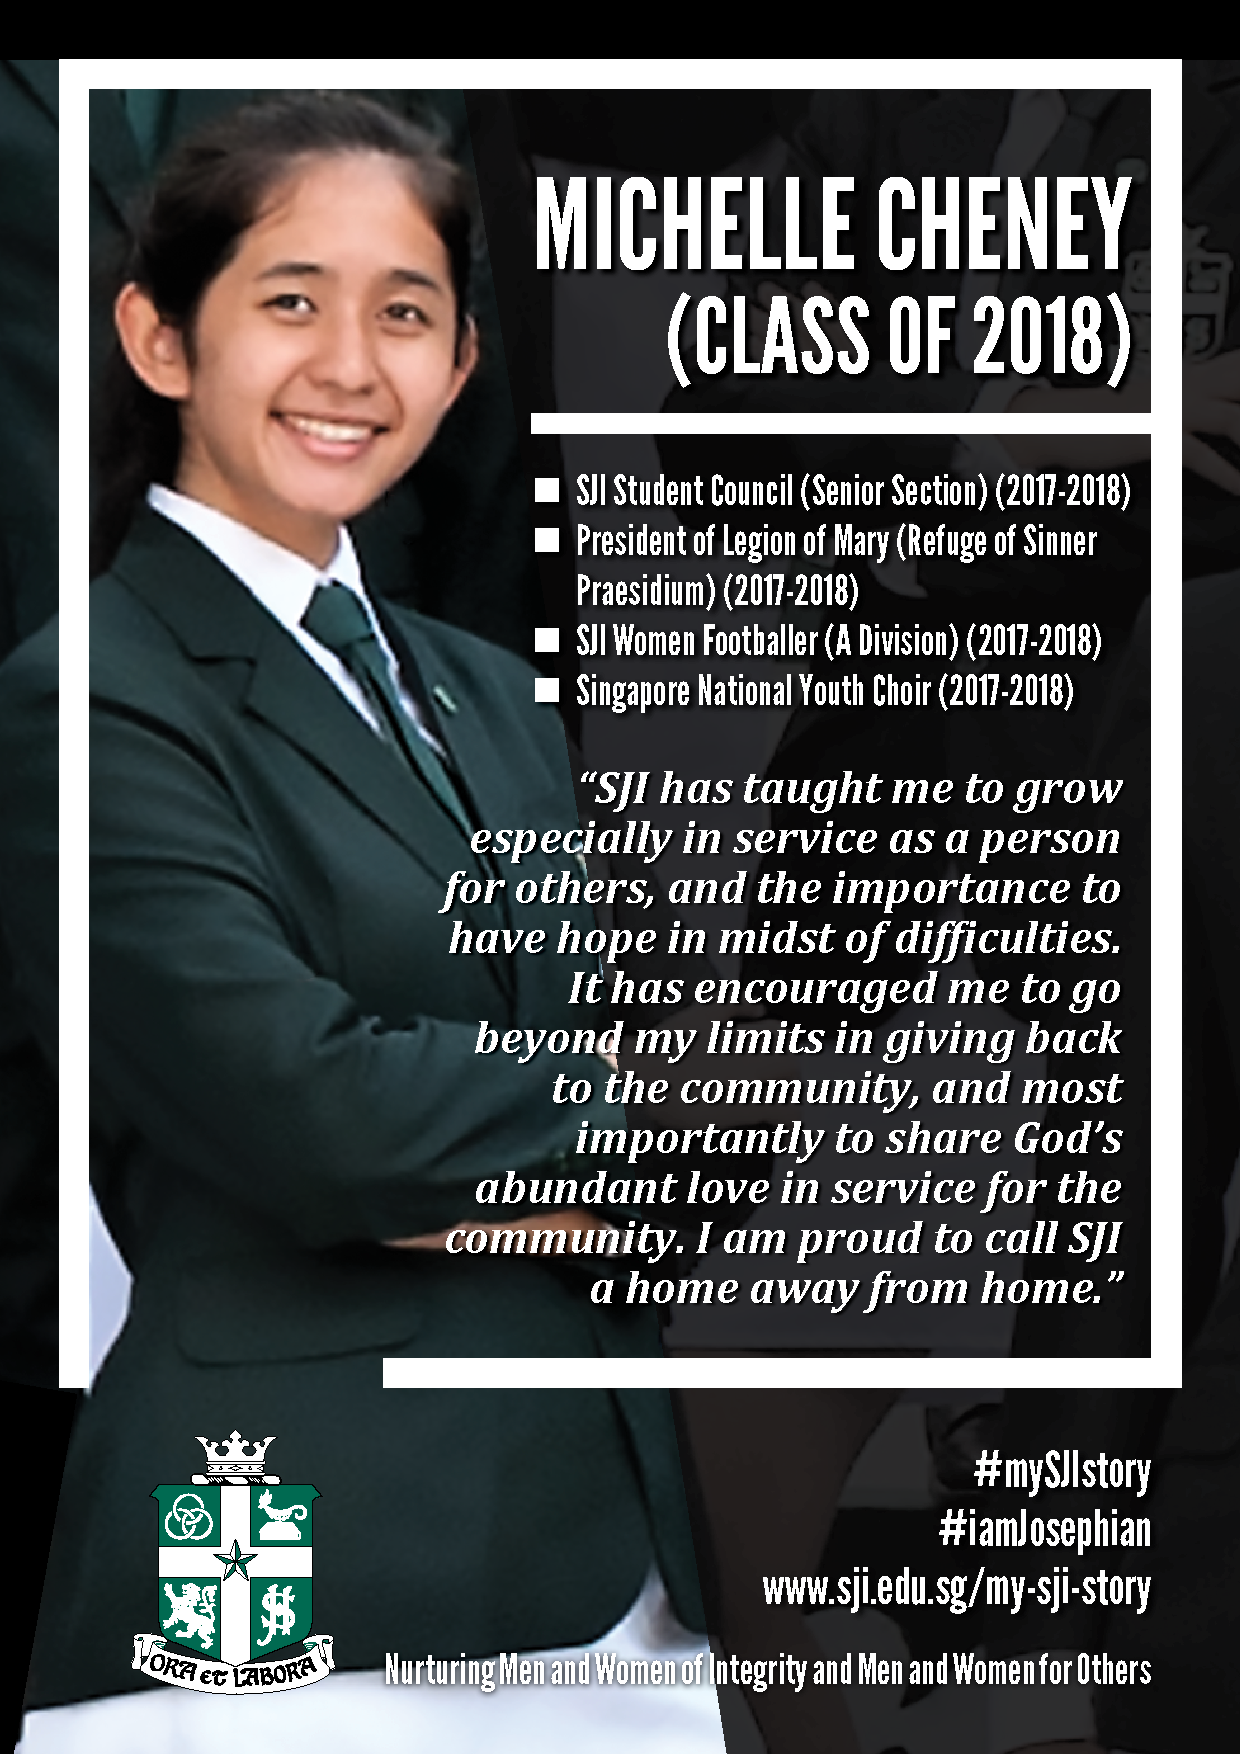 MICHELLE CHENEY
(CLASS OF 2018)
SJI Student Council (Senior Section) (2017-2018)
President of Legion of Mary (Refuge of Sinner
Praesidium) (2017-2018)
SJI Women Footballer (A Division) (2017-2018)
Singapore National Youth Choir (2017-2018)
“SJI has taught me to grow
especially in service as a person
for others, and the importance to
have hope in midst of difficulties.
It has encouraged me to go
beyond my limits in giving back
to the community, and most
importantly to share God’s
abundant love in service for the
community. I am proud to call SJI
a home away from home.”
#mySJIstory
#iamJosephian
www.sji.edu.sg/my-sji-story
ORA ET LABORA
Nurturing Men and Women of Integrity and Men and Women for Others